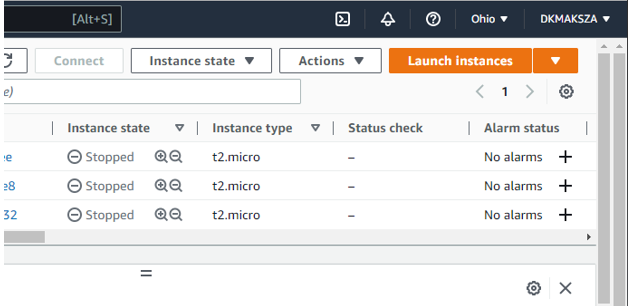 [Alt+S] Ohio ▼ DKMAKSZA ▼
Connect Instance state ▼ Actions ▼ Launch instances ▼
e) < 1 >
Instance state ▽ Instance type ▽ Status check Alarm status
ee Stopped t2.micro – No alarms +
e8 Stopped t2.micro – No alarms +
32 Stopped t2.micro – No alarms +